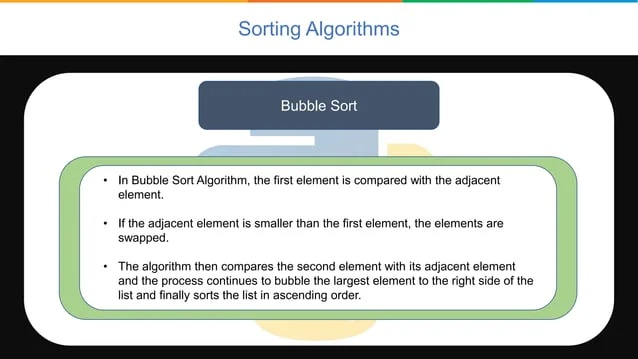 Sorting Algorithms
Bubble Sort
• In Bubble Sort Algorithm, the first element is compared with the adjacent
element.
• If the adjacent element is smaller than the first element, the elements are
swapped.
• The algorithm then compares the second element with its adjacent element
and the process continues to bubble the largest element to the right side of the
list and finally sorts the list in ascending order.